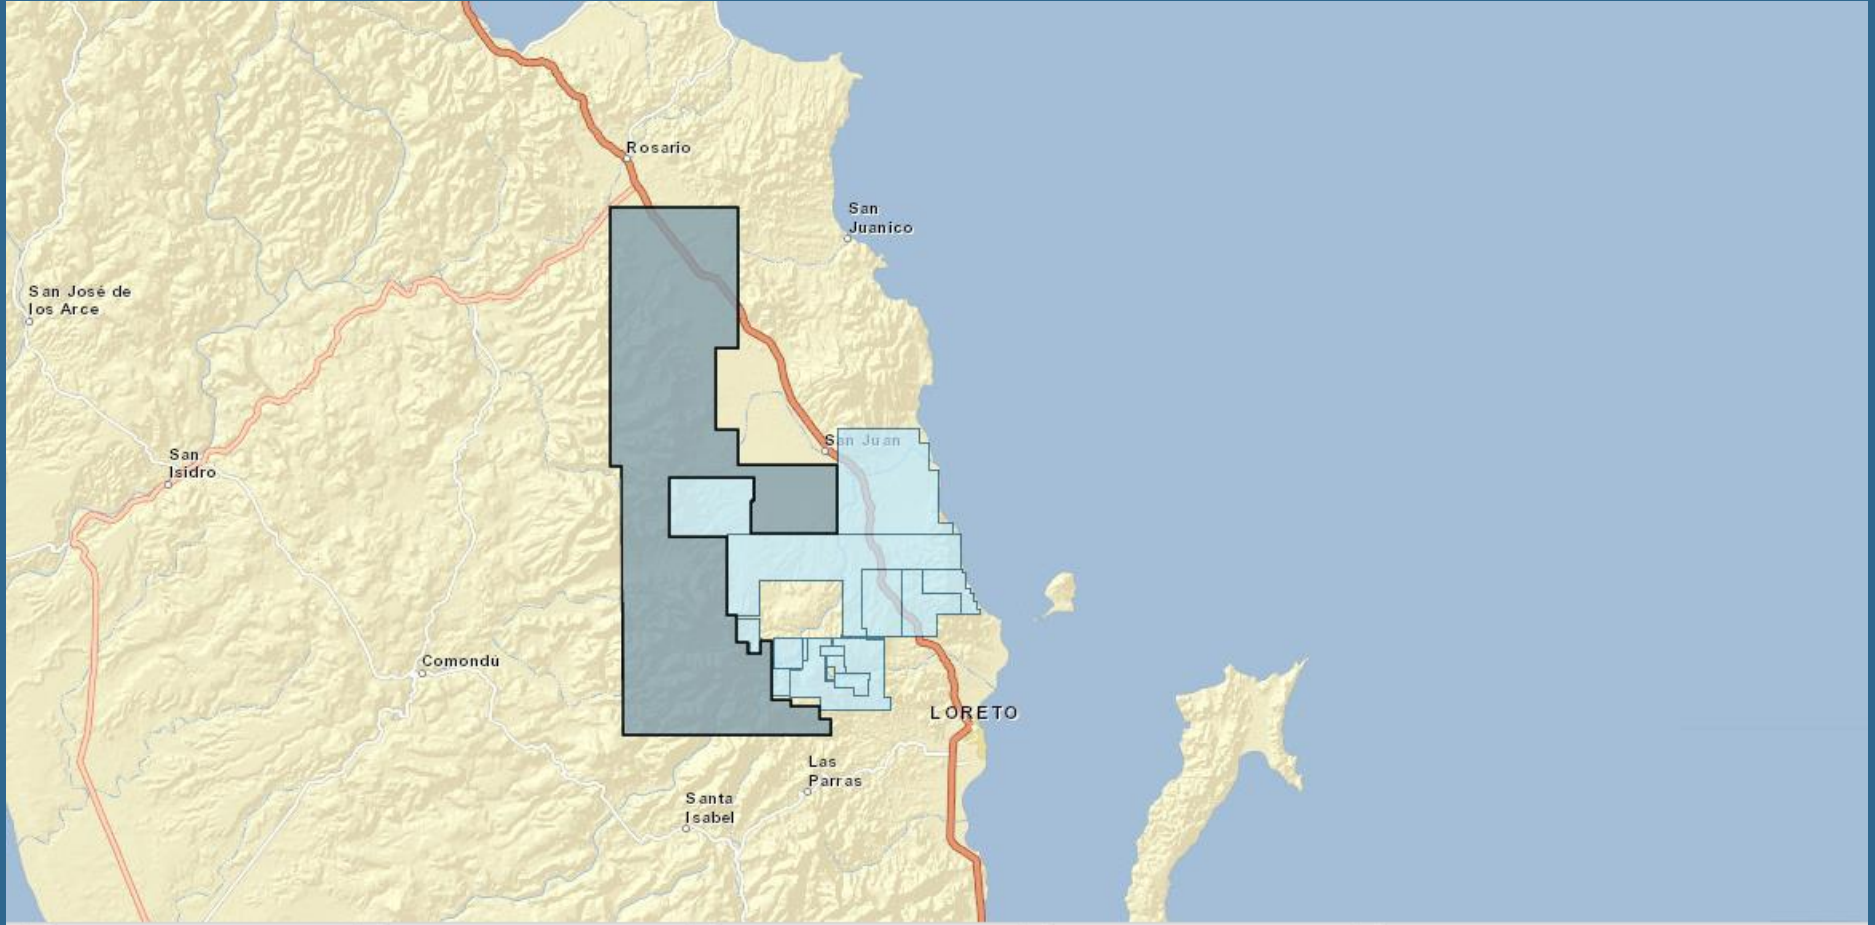 Rosario
San
Juanico
San José de
los Arce
San Juan
San
Isidro
Comondú
LORETO
Las
Parras
Santa
Isabel